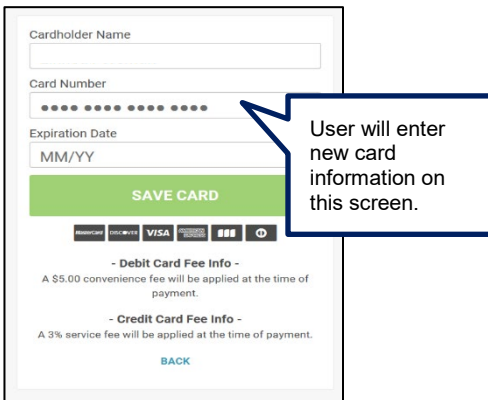 Cardholder Name
Card Number
Expiration Date
MM/YY
SAVE CARD
MasterCard DISCOVER VISA
- Debit Card Fee Info -
A $5.00 convenience fee will be applied at the time of
payment.
- Credit Card Fee Info -
A 3% service fee will be applied at the time of payment.
BACK
User will enter
new card
information on
this screen.